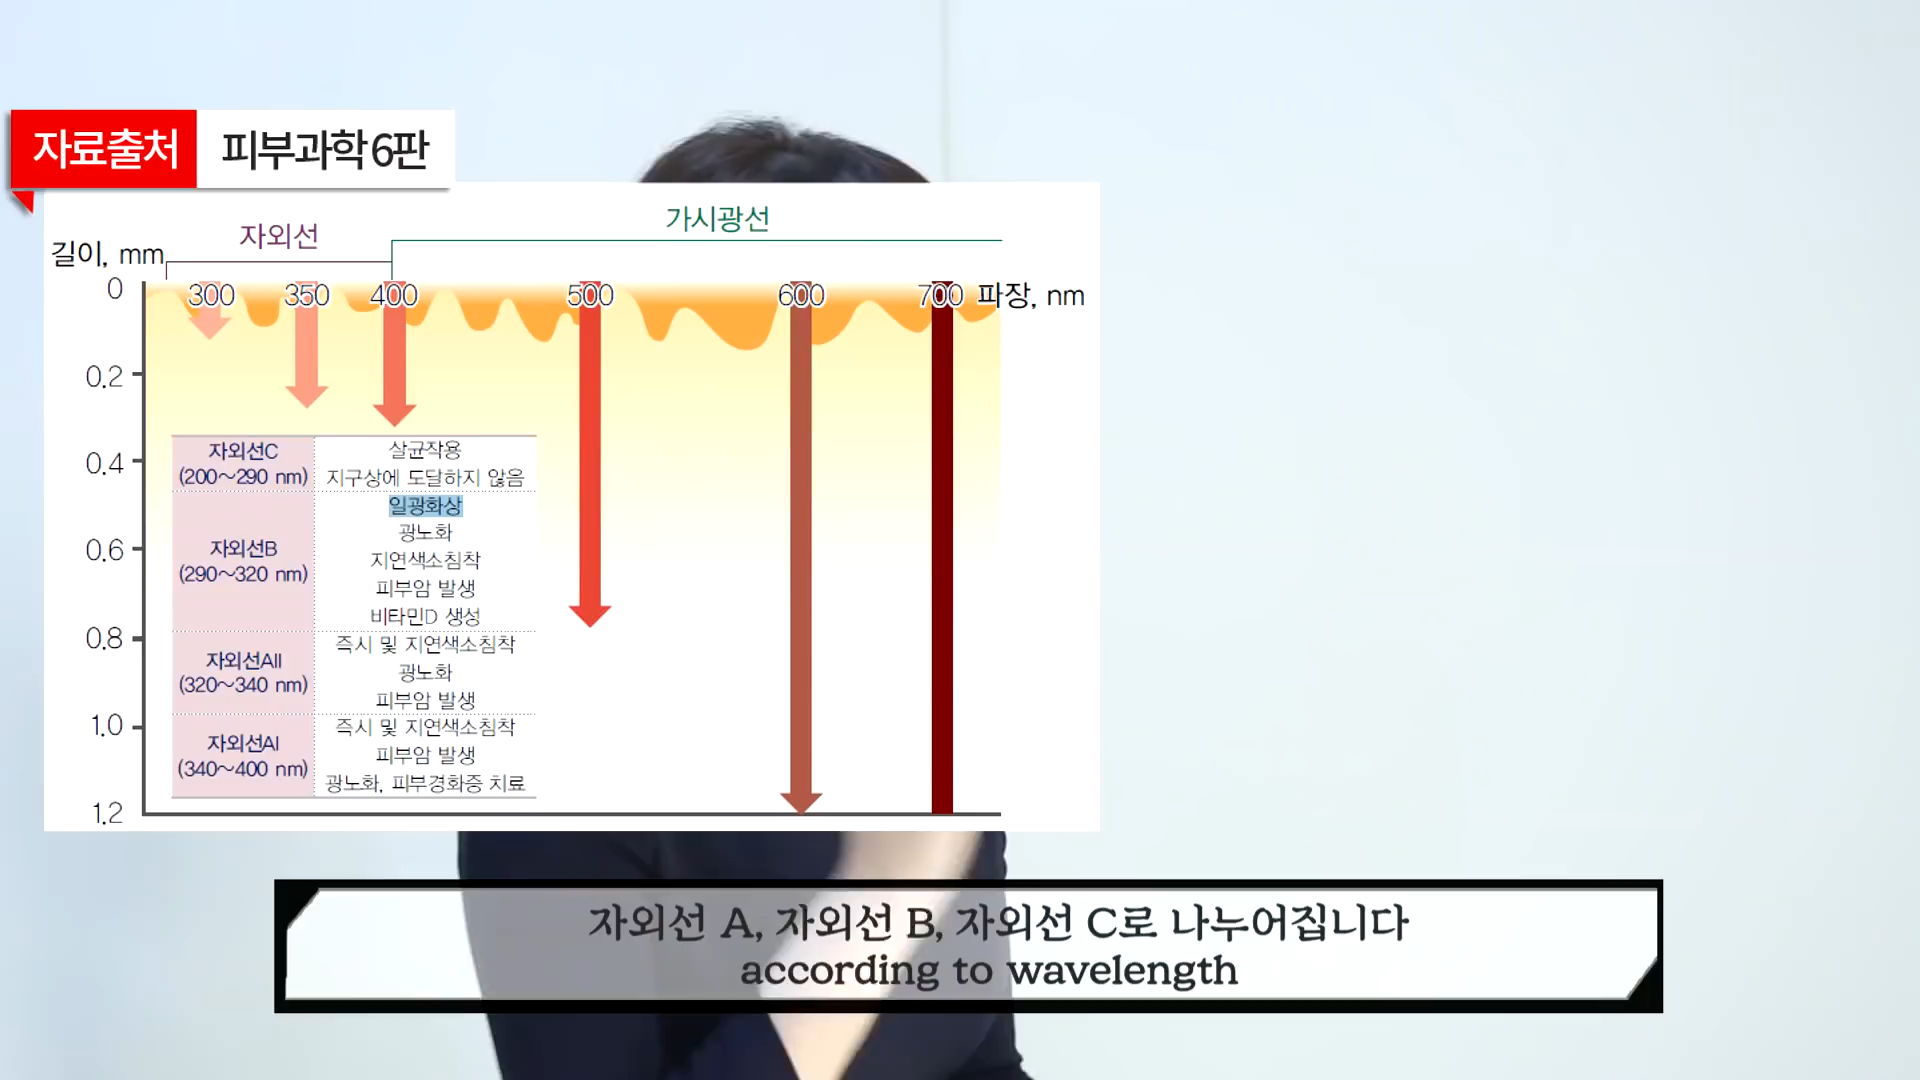 자료출처 피부과학6판
자외선
가시광선
길이, mm
0
300 350 400 500 600 700 파장, nm
0.2
0.4
0.6
0.8
1.0
1.2
자외선C
(200~290 nm)
살균작용
지구상에 도달하지 않음
자외선B
(290~320 nm)
일광화상
광노화
지연색소침착
피부암 발생
비타민D 생성
자외선AII
(320~340 nm)
즉시 및 지연색소침착
광노화
피부암 발생
자외선AI
(340~400 nm)
즉시 및 지연색소침착
피부암 발생
광노화, 피부경화증 치료
자외선 A, 자외선 B, 자외선 C로 나누어집니다
according to wavelength